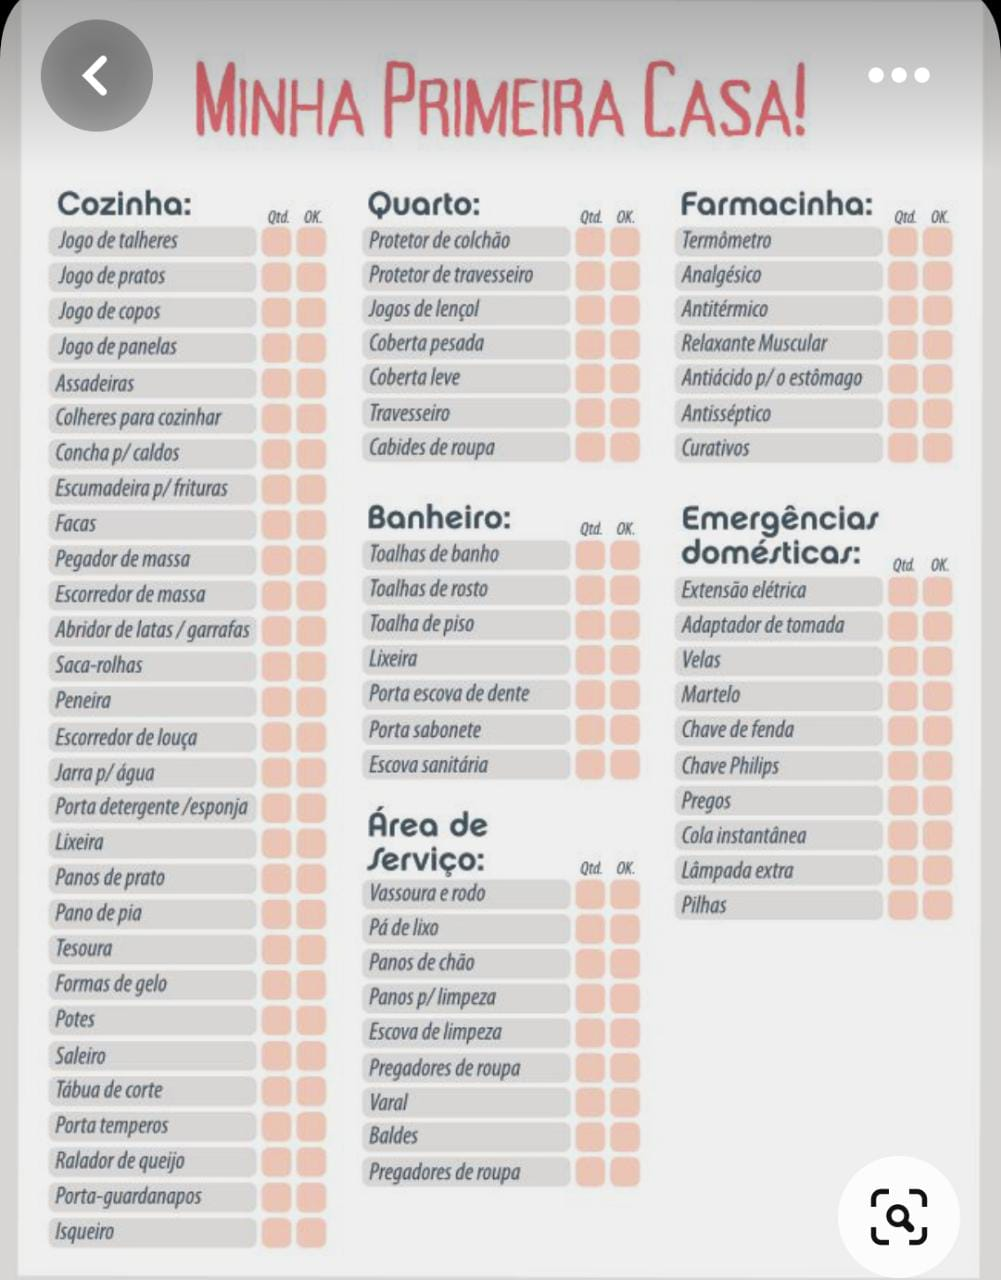 Minha Primeira Casa!
Cozinha:
Qtd. OK.
Jogo de talheres
Jogo de pratos
Jogo de copos
Jogo de panelas
Assadeiras
Colheres para cozinhar
Concha p/ caldos
Escumadeira p/ frituras
Facas
Pegador de massa
Escorredor de massa
Abridor de latas / garrafas
Saca-rolhas
Peneira
Escorredor de louça
Jarra p/ água
Porta detergente /esponja
Lixeira
Panos de prato
Pano de pia
Tesoura
Formas de gelo
Potes
Saleiro
Tábua de corte
Porta temperos
Ralador de queijo
Porta-guardanapos
Isqueiro
Quarto:
Qtd. OK.
Protetor de colchão
Protetor de travesseiro
Jogos de lençol
Coberta pesada
Coberta leve
Travesseiro
Cabides de roupa
Banheiro:
Qtd. OK.
Toalhas de banho
Toalhas de rosto
Toalha de piso
Lixeira
Porta escova de dente
Porta sabonete
Escova sanitária
Área de
Serviço:
Qtd. OK.
Vassoura e rodo
Pá de lixo
Panos de chão
Panos p/ limpeza
Escova de limpeza
Pregadores de roupa
Varal
Baldes
Pregadores de roupa
Farmacinha:
Qtd. OK.
Termômetro
Analgésico
Antitérmico
Relaxante Muscular
Antiácido p/ o estômago
Antisséptico
Curativos
Emergências
domésticas:
Qtd. OK.
Extensão elétrica
Adaptador de tomada
Velas
Martelo
Chave de fenda
Chave Philips
Pregos
Cola instantânea
Lâmpada extra
Pilhas